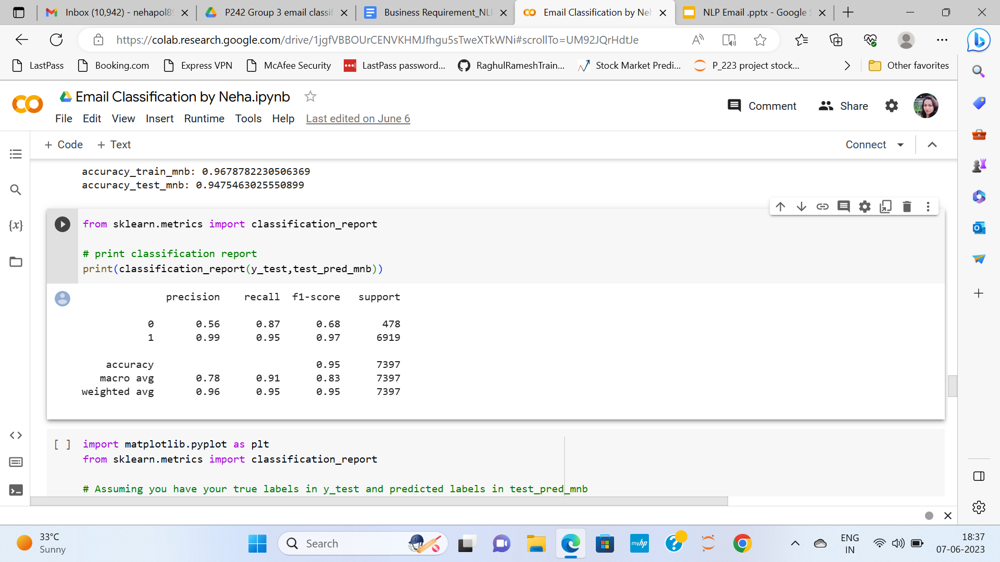 Inbox (10,942) - nehapol89
P242 Group 3 email classif
Business Requirement_NLP
Email Classification by Neh
NLP Email .pptx - Google S
https://colab.research.google.com/drive/1jgfVBBOUrCENVKHMJfhgu5sTweXTkWNi#scrollTo=UM92JQrHdtJe
LastPass
Booking.com
Express VPN
McAfee Security
LastPass password...
RaghulRameshTrain...
Stock Market Predi...
P_223 project stock...
Other favorites
Email Classification by Neha.ipynb
Comment
Share
File Edit View Insert Runtime Tools Help Last edited on June 6
+ Code + Text
Connect
accuracy_train_mnb: 0.9678782230506369
accuracy_test_mnb: 0.9475463025550899
{x}
from sklearn.metrics import classification_report
# print classification report
print(classification_report(y_test,test_pred_mnb))
precision recall f1-score support
0 0.56 0.87 0.68 478
1 0.99 0.95 0.97 6919
accuracy 0.95 7397
macro avg 0.78 0.91 0.83 7397
weighted avg 0.96 0.95 0.95 7397
[ ] import matplotlib.pyplot as plt
from sklearn.metrics import classification_report
# Assuming you have your true labels in y_test and predicted labels in test_pred_mnb
33°C
Sunny
Search
myhp
ENG
IN
18:37
07-06-2023